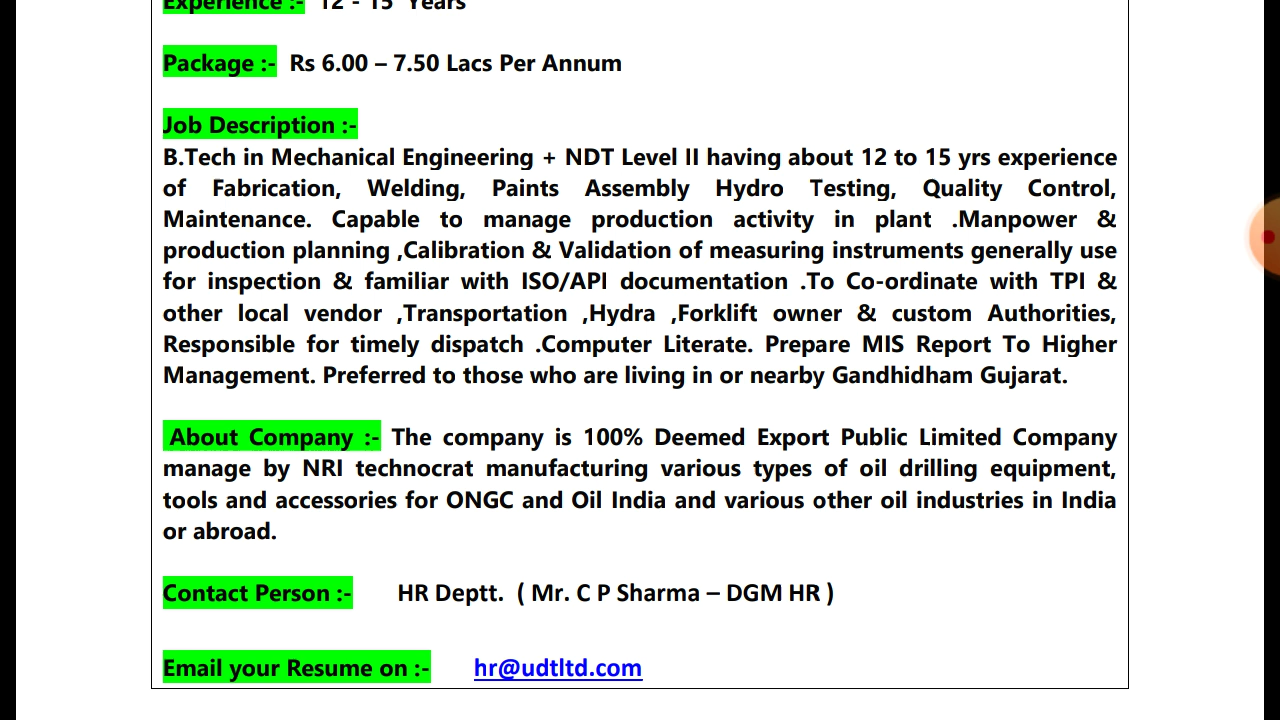 Experience :- 12 - 15 Years
Package :- Rs 6.00 – 7.50 Lacs Per Annum
Job Description :-
B.Tech in Mechanical Engineering + NDT Level II having about 12 to 15 yrs experience
of Fabrication, Welding, Paints Assembly Hydro Testing, Quality Control,
Maintenance. Capable to manage production activity in plant .Manpower &
production planning ,Calibration & Validation of measuring instruments generally use
for inspection & familiar with ISO/API documentation .To Co-ordinate with TPI &
other local vendor ,Transportation ,Hydra ,Forklift owner & custom Authorities,
Responsible for timely dispatch .Computer Literate. Prepare MIS Report To Higher
Management. Preferred to those who are living in or nearby Gandhidham Gujarat.
About Company :- The company is 100% Deemed Export Public Limited Company
manage by NRI technocrat manufacturing various types of oil drilling equipment,
tools and accessories for ONGC and Oil India and various other oil industries in India
or abroad.
Contact Person :- HR Deptt. ( Mr. C P Sharma – DGM HR )
Email your Resume on :- hr@udtltd.com